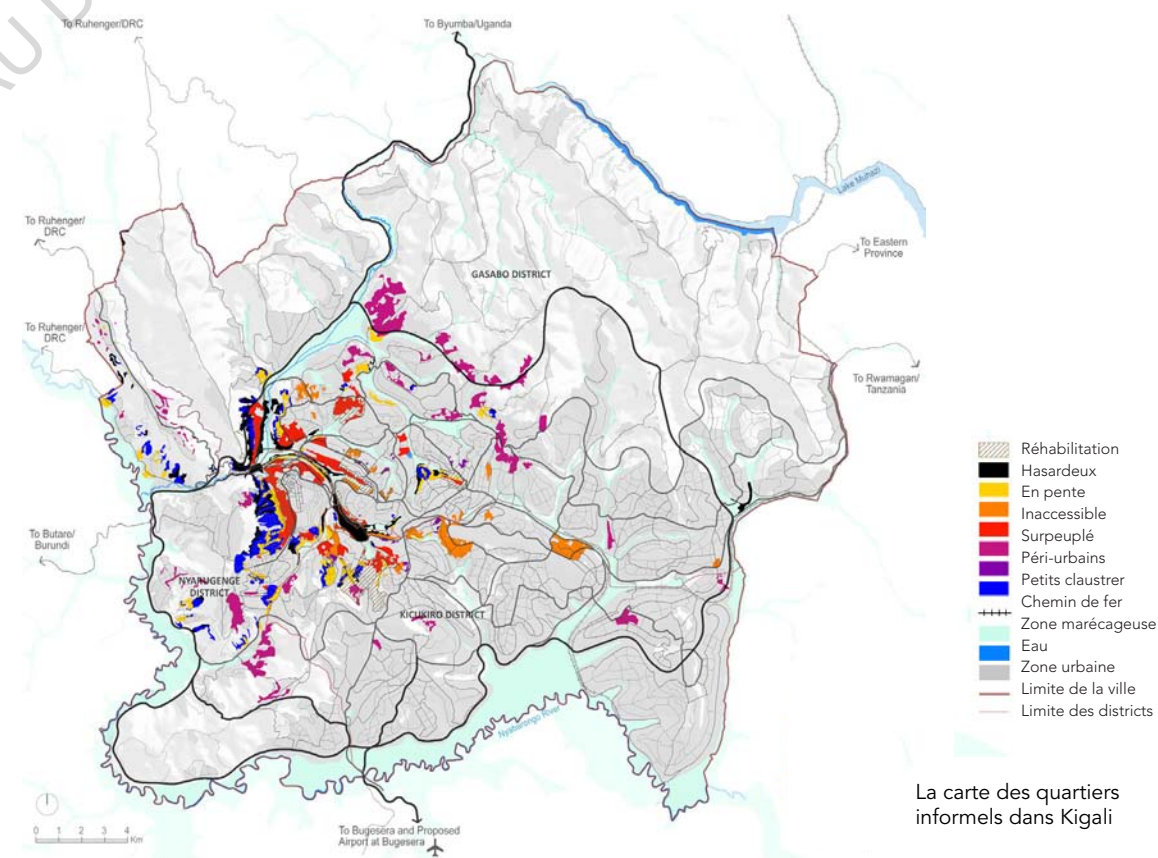 AU
To Ruhenger/DRC
To Byumba/Uganda
Lake Muhazi
To Ruhenger/
DRC
To Eastern
Province
GASABO DISTRICT
To Ruhenger/
DRC
To Rwamagan/
Tanzania
Réhabilitation
Hasardeux
En pente
Inaccessible
Surpeuplé
Péri-urbains
Petits claustrer
Chemin de fer
Zone marécageuse
Eau
Zone urbaine
Limite de la ville
Limite des districts
To Butare/
Burundi
NYARUGENGE
DISTRICT
KICUKIRO DISTRICT
Nyabarongo River
La carte des quartiers
informels dans Kigali
0 1 2 3 4
Km
To Bugesera and Proposed
Airport at Bugesera